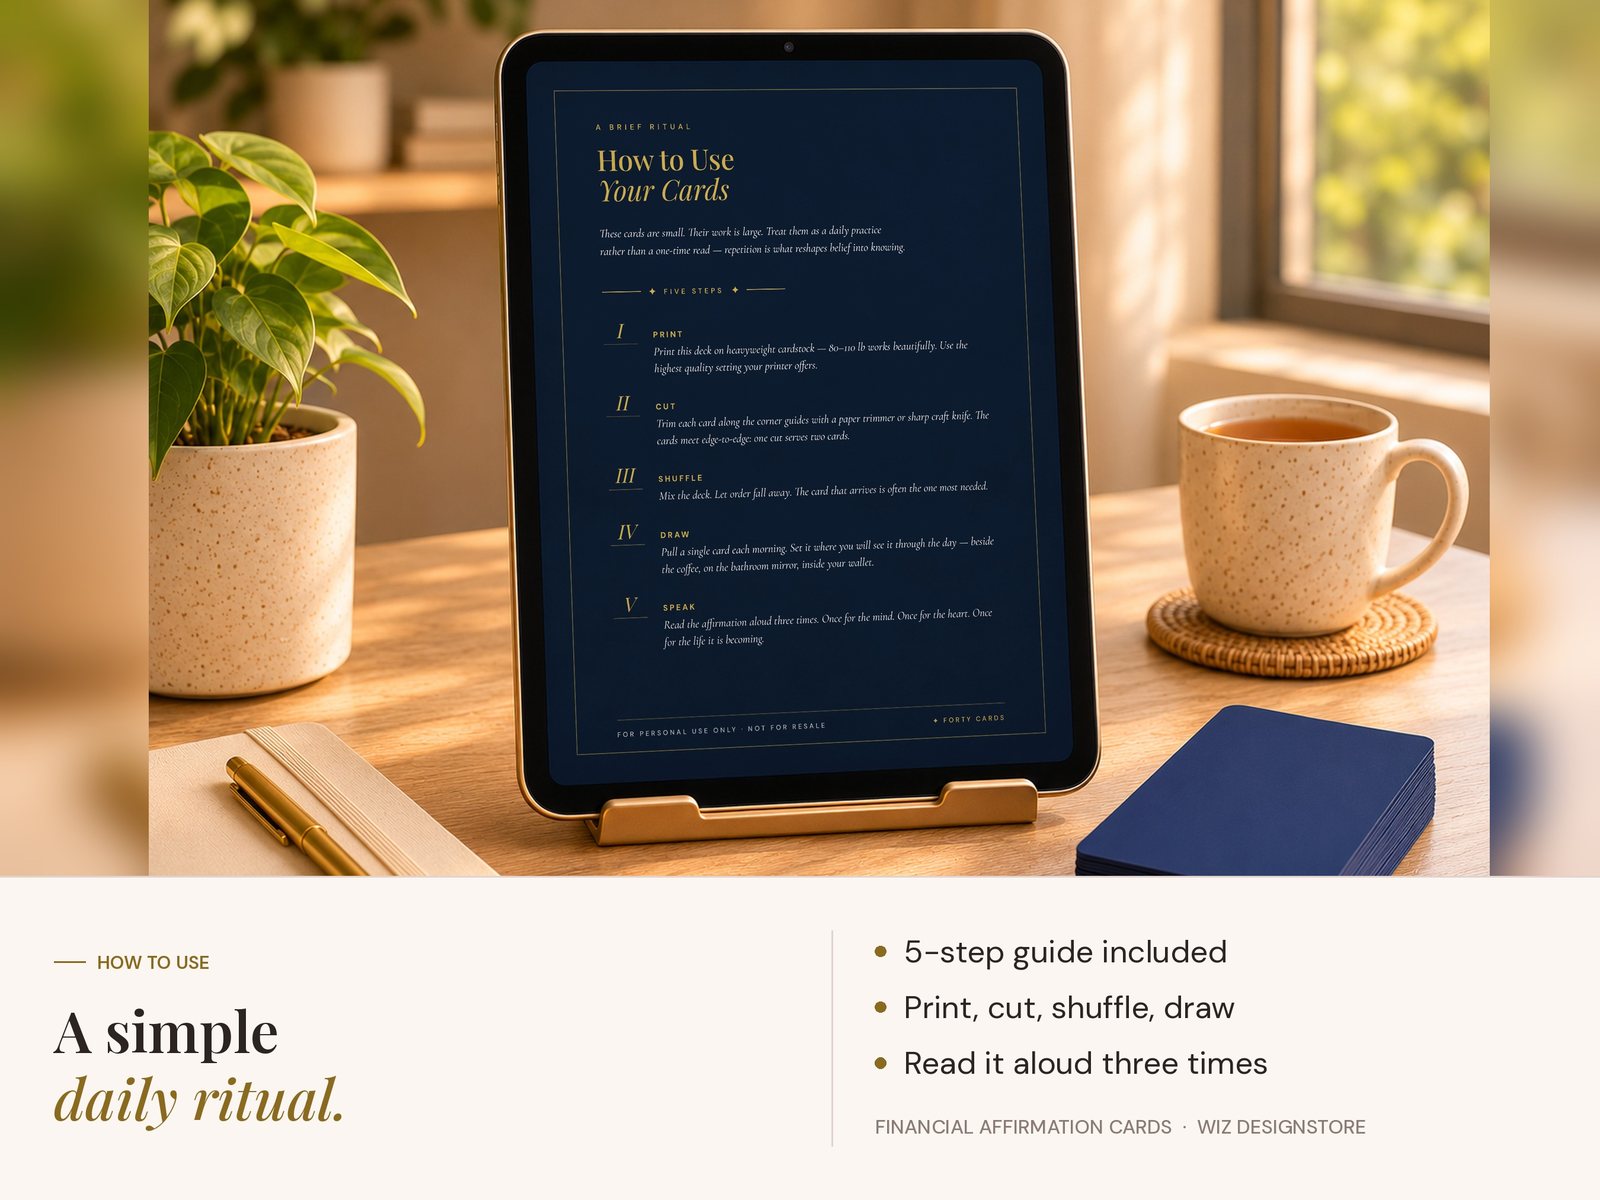 A BRIEF RITUAL
How to Use
Your Cards
These cards are small. Their work is large. Treat them as a daily practice
rather than a one-time read — repetition is what reshapes belief into knowing.
✦ FIVE STEPS ✦
I
PRINT
Print this deck on heavyweight cardstock — 80–110 lb works beautifully. Use the
highest quality setting your printer offers.
II
CUT
Trim each card along the corner guides with a paper trimmer or sharp craft knife. The
cards meet edge-to-edge: one cut serves two cards.
III
SHUFFLE
Mix the deck. Let order fall away. The card that arrives is often the one most needed.
IV
DRAW
Pull a single card each morning. Set it where you will see it through the day — beside
the coffee, on the bathroom mirror, inside your wallet.
V
SPEAK
Read the affirmation aloud three times. Once for the mind. Once for the heart. Once
for the life it is becoming.
FOR PERSONAL USE ONLY · NOT FOR RESALE
✦ FORTY CARDS
HOW TO USE
A simple
daily ritual.
5-step guide included
Print, cut, shuffle, draw
Read it aloud three times
FINANCIAL AFFIRMATION CARDS · WIZ DESIGNSTORE